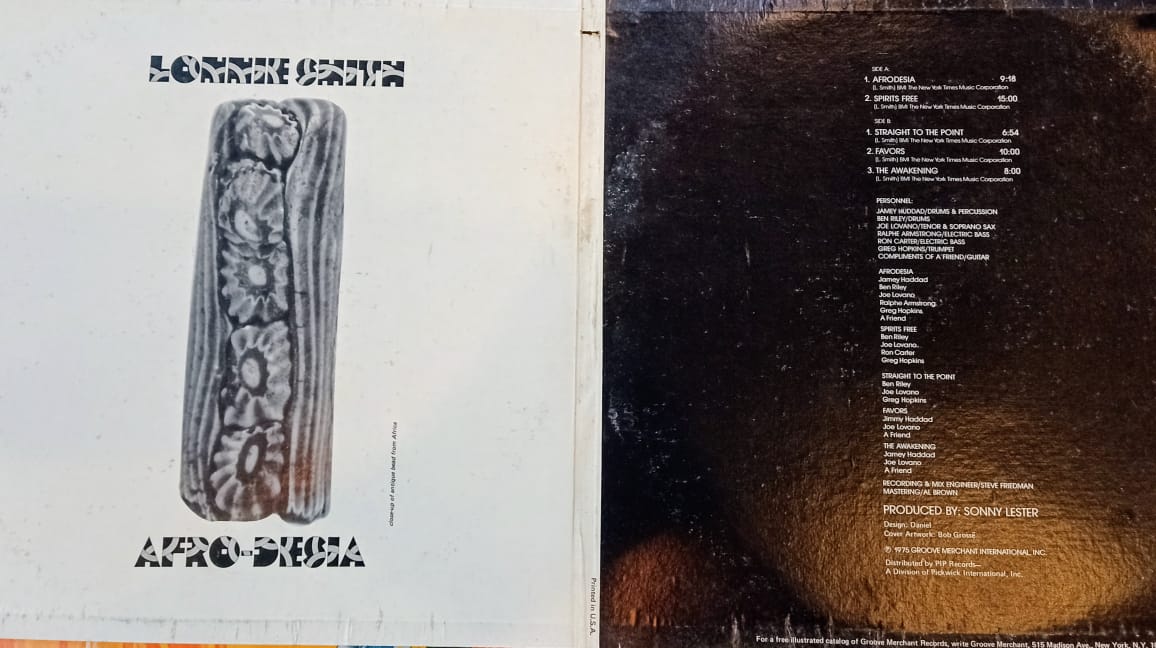 LONNIE SMITH
close-up of antique bead from Africa
AFRO-DESIA
Printed in U.S.A.
SIDE A:
1. AFRODESIA 9:18
(L. Smith) BMI The New York Times Music Corporation
2. SPIRITS FREE 15:00
(L. Smith) BMI The New York Times Music Corporation
SIDE B:
1. STRAIGHT TO THE POINT 6:54
(L. Smith) BMI The New York Times Music Corporation
2. FAVORS 10:00
(L. Smith) BMI The New York Times Music Corporation
3. THE AWAKENING 8:00
(L. Smith) BMI The New York Times Music Corporation
PERSONNEL:
JAMEY HUDDAD/DRUMS & PERCUSSION
BEN RILEY/DRUMS
JOE LOVANO/TENOR & SOPRANO SAX
RALPHE ARMSTRONG/ELECTRIC BASS
RON CARTER/ELECTRIC BASS
GREG HOPKINS/TRUMPET
COMPLIMENTS OF A FRIEND/GUITAR
AFRODESIA
Jamey Haddad
Ben Riley
Joe Lovano
Ralphe Armstrong
Greg Hopkins
A Friend
SPIRITS FREE
Ben Riley
Joe Lovano
Ron Carter
Greg Hopkins
STRAIGHT TO THE POINT
Ben Riley
Joe Lovano
Greg Hopkins
FAVORS
Jimmy Haddad
Joe Lovano
A Friend
THE AWAKENING
Jamey Haddad
Joe Lovano
A Friend
RECORDING & MIX ENGINEER/STEVE FRIEDMAN
MASTERING/AL BROWN
PRODUCED BY: SONNY LESTER
Design: Daniel
Cover Artwork: Bob Grossé
℗ 1975 GROOVE MERCHANT INTERNATIONAL, INC.
Distributed by PIP Records—
A Division of Pickwick International, Inc.
For a free illustrated catalog of Groove Merchant Records, write Groove Merchant, 515 Madison Ave., New York, N.Y.